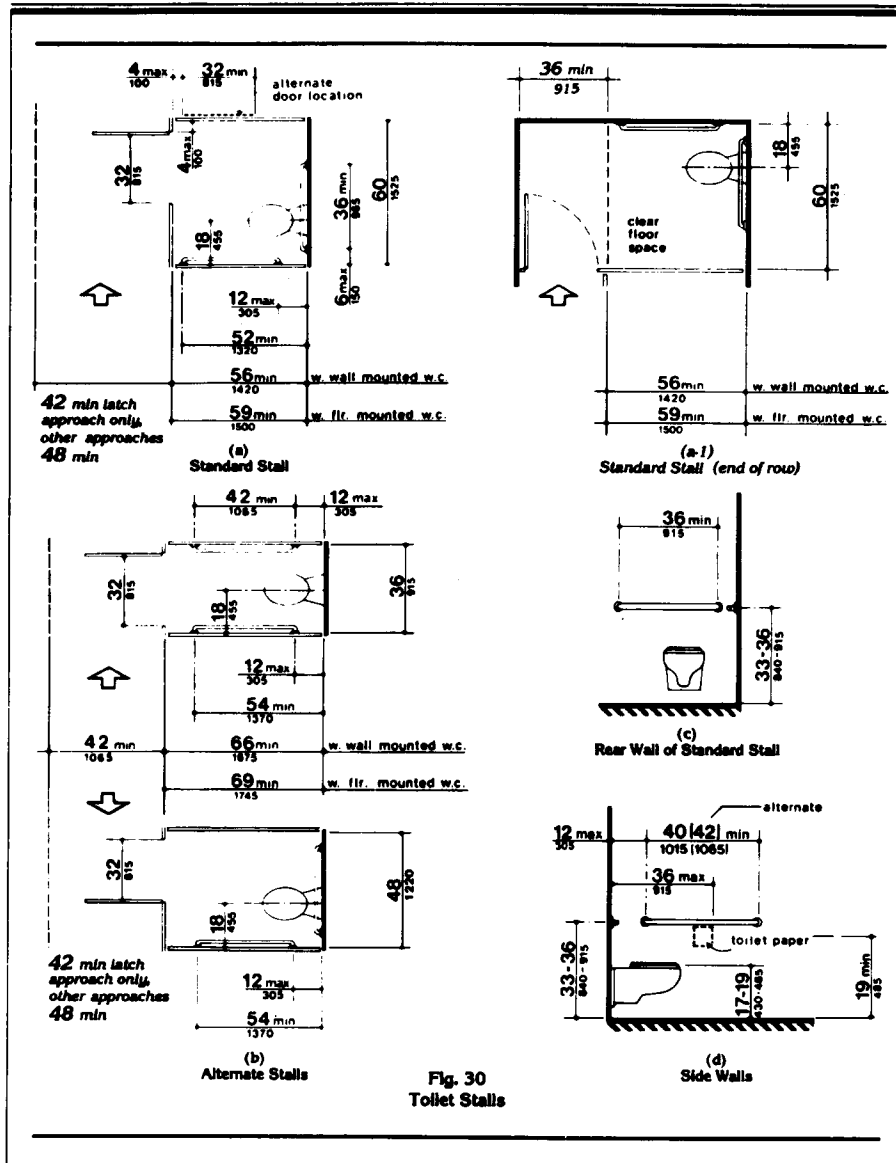 4 max
100
32 min
815
alternate
door location
32
815
4 max
100
18
455
36 min
965
60
1525
6 max
150
12 max
305
52 min
1320
56 min
1420
w. wall mounted w.c.
59 min
1500
w. flr. mounted w.c.
42 min latch
approach only,
other approaches
48 min
(a)
Standard Stall
36 min
915
18
455
60
1525
clear
floor
space
56 min
1420
w. wall mounted w.c.
59 min
1500
w. flr. mounted w.c.
(a-1)
Standard Stall (end of row)
42 min
1065
12 max
305
32
815
18
455
36
915
12 max
305
54 min
1370
42 min
1065
66 min
1675
w. wall mounted w.c.
69 min
1745
w. flr. mounted w.c.
32
815
18
455
48
1220
42 min latch
approach only,
other approaches
48 min
12 max
305
54 min
1370
(b)
Alternate Stalls
36 min
915
33-36
840-915
(c)
Rear Wall of Standard Stall
alternate
12 max
305
40 (42) min
1015 (1065)
36 max
915
toilet paper
33-36
840-915
17-19
430-485
19 min
485
(d)
Side Walls
Fig. 30
Toilet Stalls